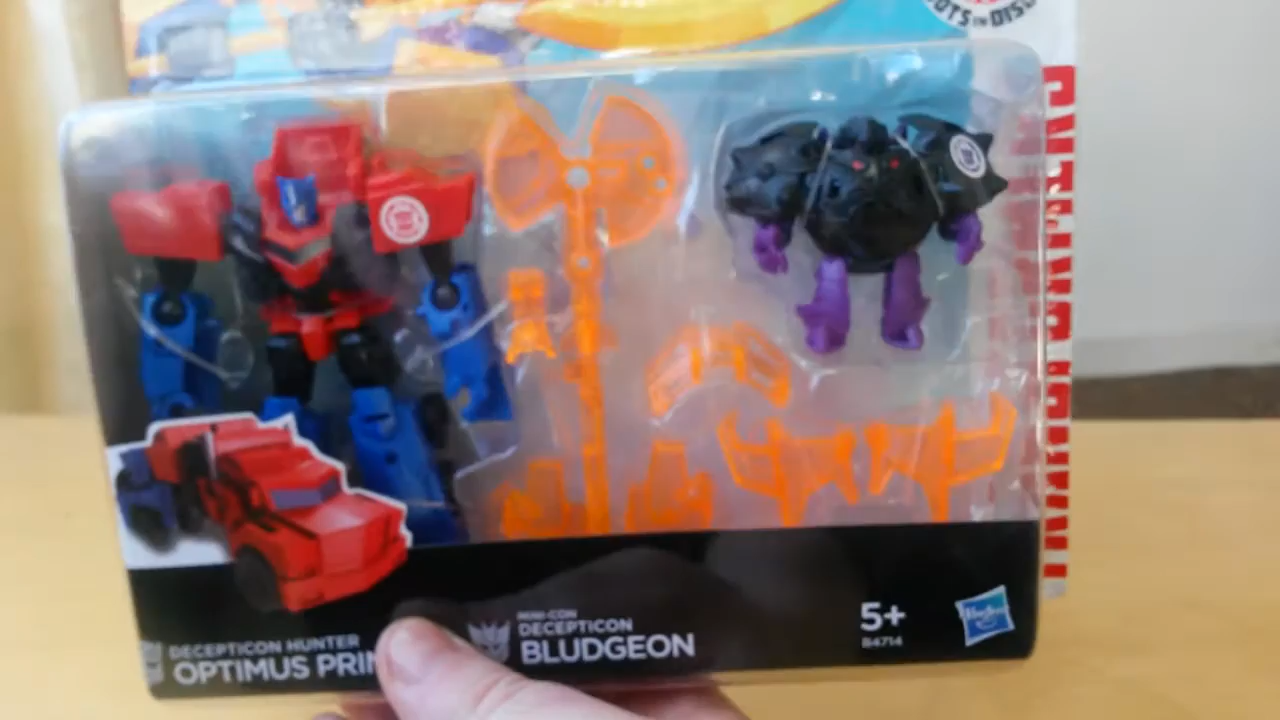 DECEPTICON HUNTER
OPTIMUS PRI
MINI-CON
DECEPTICON
BLUDGEON
5+
B4714
Hasbro